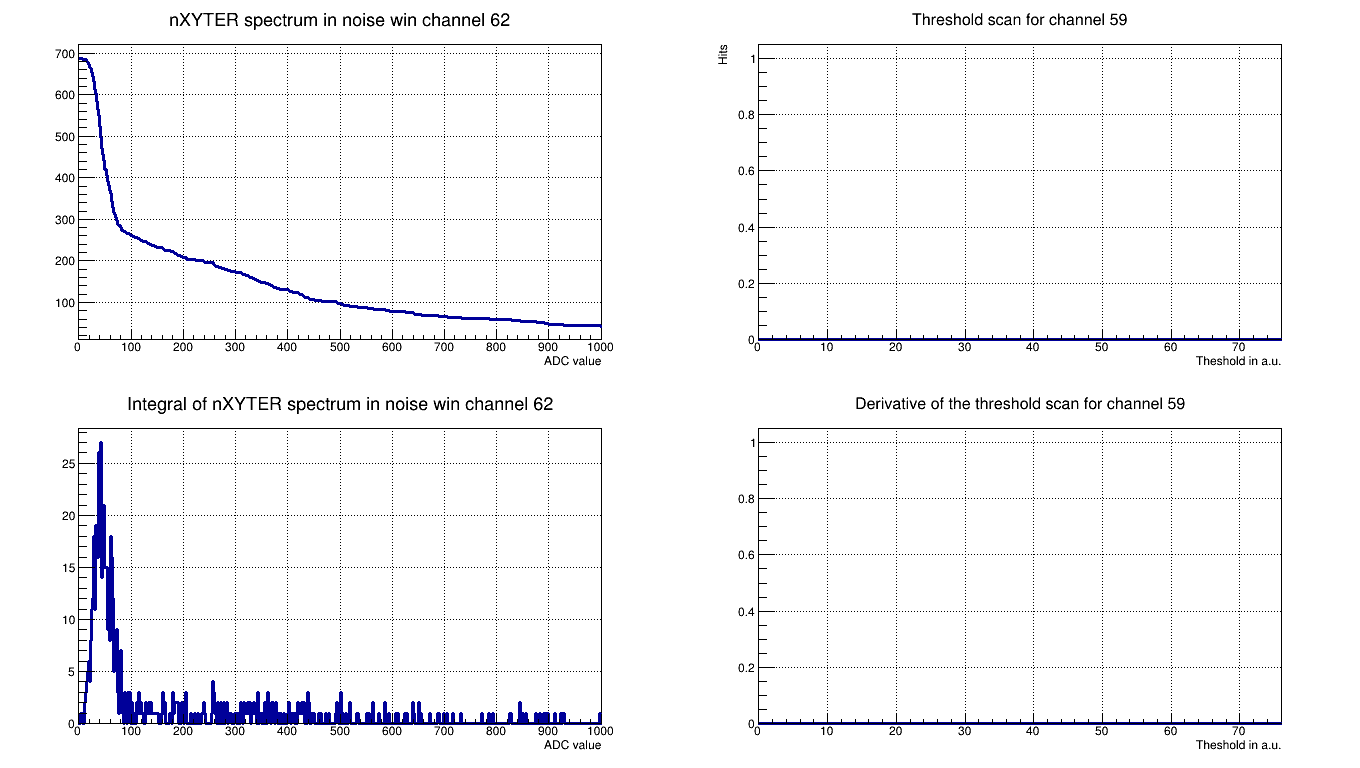 nXYTER spectrum in noise win channel 62
700
600
500
400
300
200
100
0 100 200 300 400 500 600 700 800 900 1000
ADC value
Threshold scan for channel 59
Hits
1
0.8
0.6
0.4
0.2
0
0 10 20 30 40 50 60 70
Theshold in a.u.
Integral of nXYTER spectrum in noise win channel 62
25
20
15
10
5
0
0 100 200 300 400 500 600 700 800 900 1000
ADC value
Derivative of the threshold scan for channel 59
1
0.8
0.6
0.4
0.2
0
0 10 20 30 40 50 60 70
Theshold in a.u.